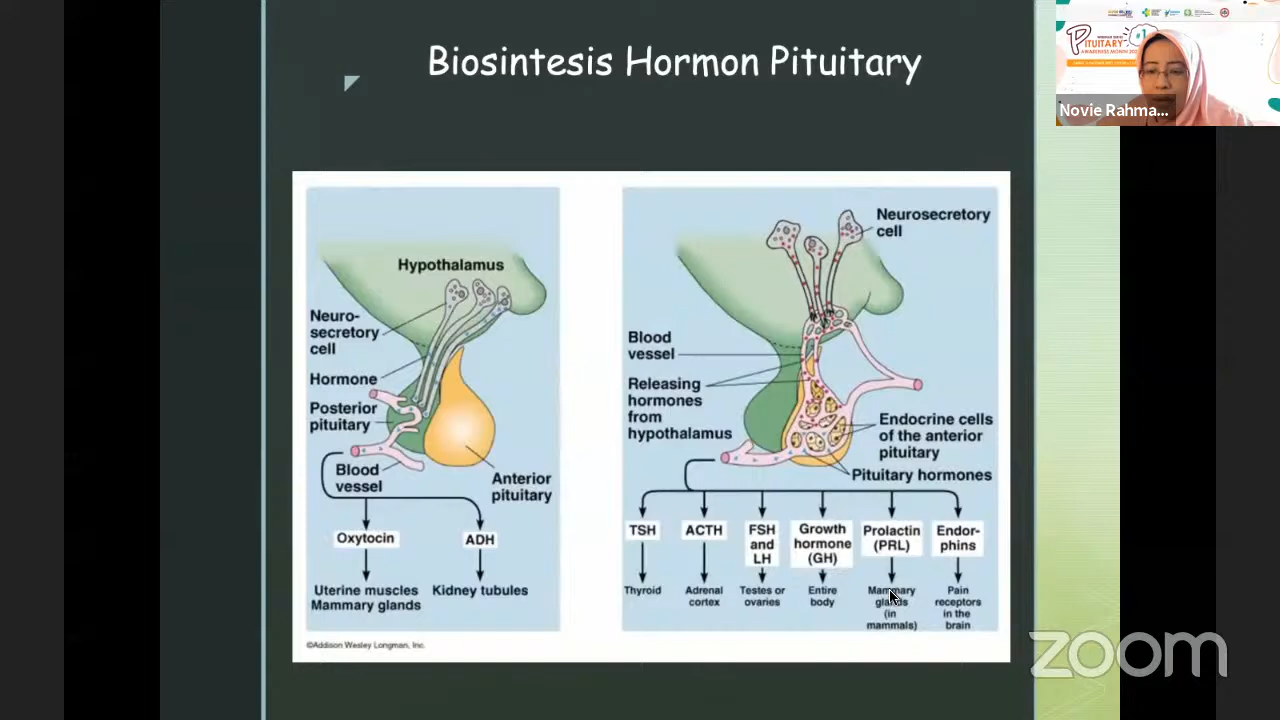 Biosintesis Hormon Pituitary
PITUITARY
#1
Novie Rahma...
Hypothalamus
Neuro-
secretory
cell
Hormone
Posterior
pituitary
Blood
vessel
Anterior
pituitary
Oxytocin
ADH
Uterine muscles
Mammary glands
Kidney tubules
©Addison Wesley Longman, Inc.
Neurosecretory
cell
Blood
vessel
Releasing
hormones
from
hypothalamus
Endocrine cells
of the anterior
pituitary
Pituitary hormones
TSH
ACTH
FSH
and
LH
Growth
hormone
(GH)
Prolactin
(PRL)
Endor-
phins
Thyroid
Adrenal
cortex
Testes or
ovaries
Entire
body
Mammary
glands
(in
mammals)
Pain
receptors
in the
brain
zoom